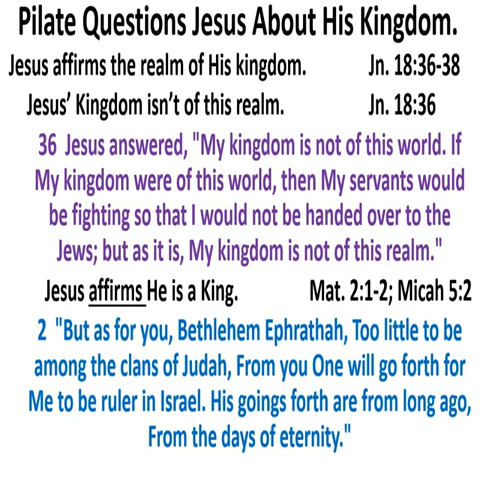 Pilate Questions Jesus About His Kingdom.
Jesus affirms the realm of His kingdom. Jn. 18:36-38
Jesus' Kingdom isn't of this realm. Jn. 18:36
36 Jesus answered, "My kingdom is not of this world. If
My kingdom were of this world, then My servants would
be fighting so that I would not be handed over to the
Jews; but as it is, My kingdom is not of this realm."
Jesus affirms He is a King. Mat. 2:1-2; Micah 5:2
2 "But as for you, Bethlehem Ephrathah, Too little to be
among the clans of Judah, From you One will go forth for
Me to be ruler in Israel. His goings forth are from long ago,
From the days of eternity."